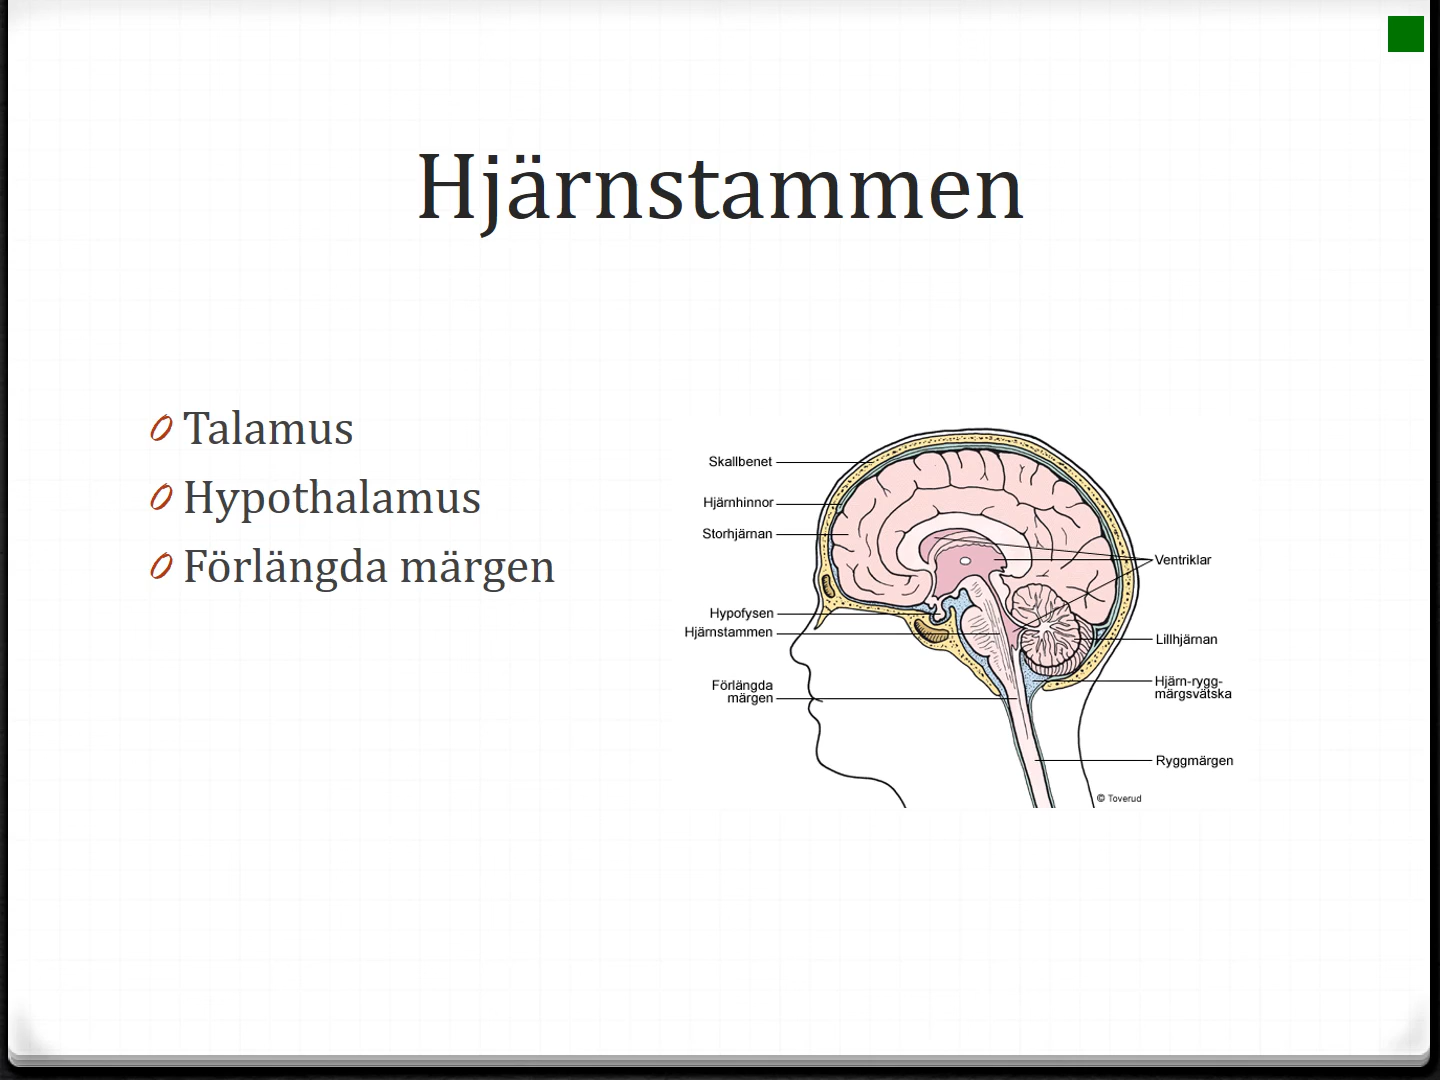 Hjärnstammen
Talamus
Hypothalamus
Förlängda märgen
Skallbenet
Hjärnhinnor
Storhjärnan
Hypofysen
Hjärnstammen
Förlängda
märgen
Ventriklar
Lillhjärnan
Hjärn-rygg-
märgsvätska
Ryggmärgen
© Toverud